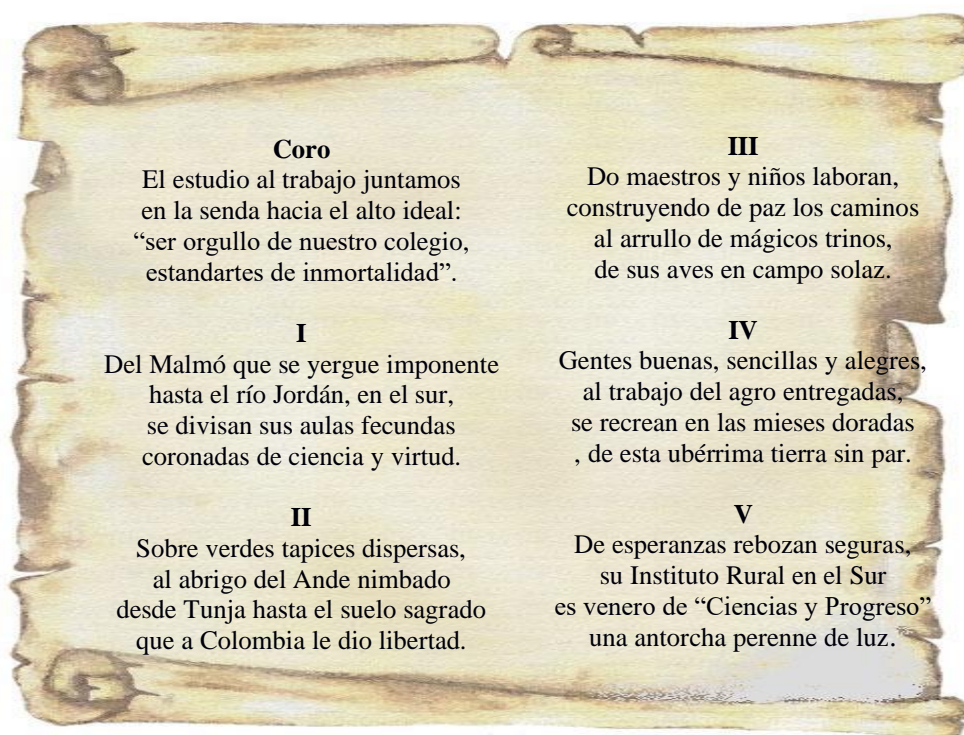 Coro
El estudio al trabajo juntamos
en la senda hacia el alto ideal:
“ser orgullo de nuestro colegio,
estandartes de inmortalidad”.
I
Del Malmó que se yergue imponente
hasta el río Jordán, en el sur,
se divisan sus aulas fecundas
coronadas de ciencia y virtud.
II
Sobre verdes tapices dispersas,
al abrigo del Ande nimbado
desde Tunja hasta el suelo sagrado
que a Colombia le dio libertad.
III
Do maestros y niños laboran,
construyendo de paz los caminos
al arrullo de mágicos trinos,
de sus aves en campo solaz.
IV
Gentes buenas, sencillas y alegres,
al trabajo del agro entregadas,
se recrean en las mieses doradas
, de esta ubérrima tierra sin par.
V
De esperanzas rebozan seguras,
su Instituto Rural en el Sur
es venero de “Ciencias y Progreso”
una antorcha perenne de luz.